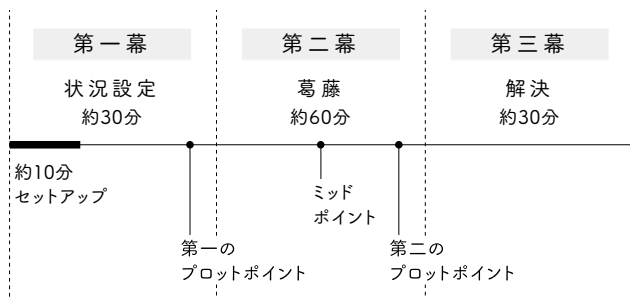 第一幕
第二幕
第三幕
状況設定
葛藤
解決
約30分
約60分
約30分
約10分
セットアップ
ミッド
ポイント
第一の
プロットポイント
第二の
プロットポイント